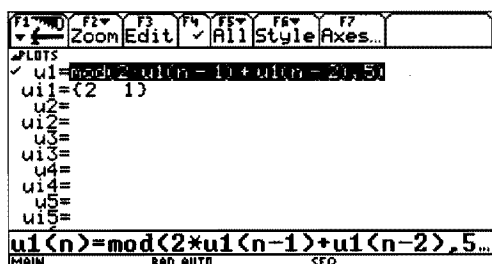 F1 F2 F3 F4 F5 F6 F7
Zoom Edit ✓ All Style Axes...
PLOTS
✓ u1=mod(2·u1(n - 1) + u1(n - 2), 5)
ui1={2 1}
u2=
ui2=
u3=
ui3=
u4=
ui4=
u5=
ui5=
u1(n)=mod(2*u1(n-1)+u1(n-2),5…
MAIN RAD AUTO SEQ